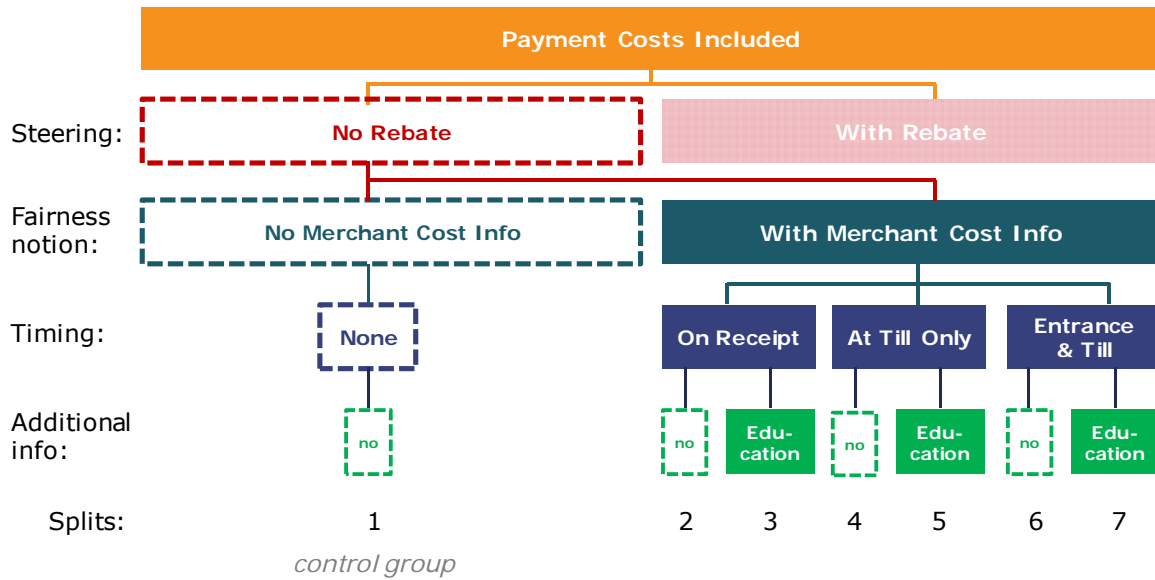 Payment Costs Included
Steering:
No Rebate
With Rebate
Fairness
notion:
No Merchant Cost Info
With Merchant Cost Info
Timing:
None
On Receipt
At Till Only
Entrance
& Till
Additional
info:
no
no
Edu-
cation
no
Edu-
cation
no
Edu-
cation
Splits:
1
2
3
4
5
6
7
control group